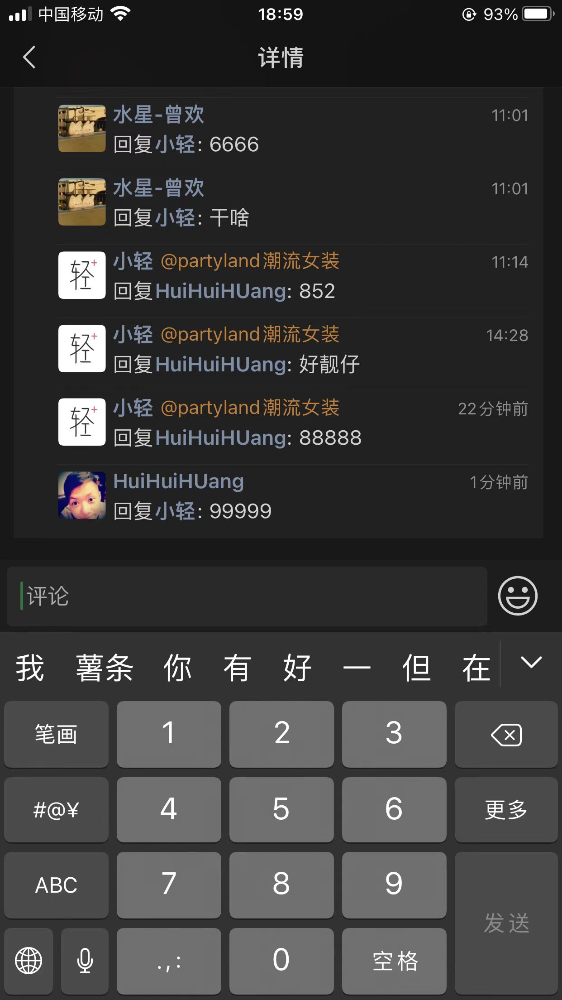 中国移动 18:59 93%
详情
水星-曾欢 11:01
回复小轻: 6666
水星-曾欢 11:01
回复小轻: 干啥
轻+
小轻 @partyland潮流女装 11:14
回复HuiHuiHUang: 852
轻+
小轻 @partyland潮流女装 14:28
回复HuiHuiHUang: 好靓仔
轻+
小轻 @partyland潮流女装 22分钟前
回复HuiHuiHUang: 88888
HuiHuiHUang 1分钟前
回复小轻: 99999
评论
我 薯条 你 有 好 一 但 在
笔画 1 2 3
#@¥ 4 5 6 更多
ABC 7 8 9
发送
.,: 0 空格